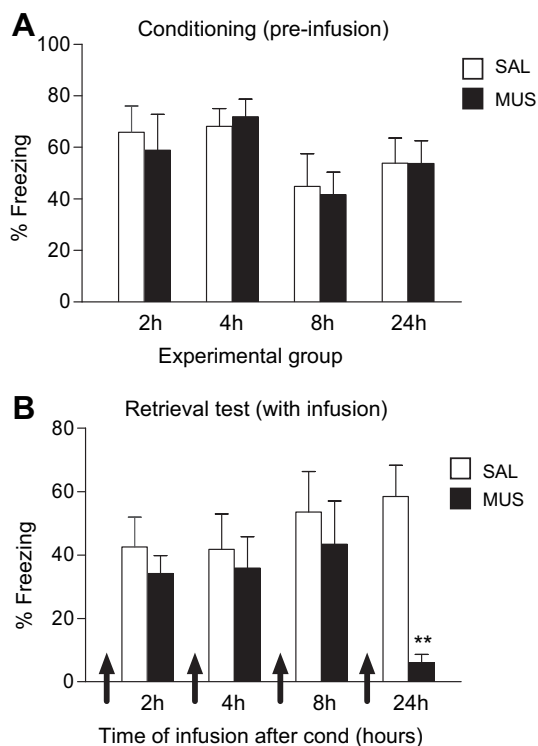 A
Conditioning (pre-infusion)
SAL
MUS
% Freezing
100
80
60
40
20
0
2h 4h 8h 24h
Experimental group
B
Retrieval test (with infusion)
SAL
MUS
% Freezing
80
60
40
20
0
**
2h 4h 8h 24h
Time of infusion after cond (hours)